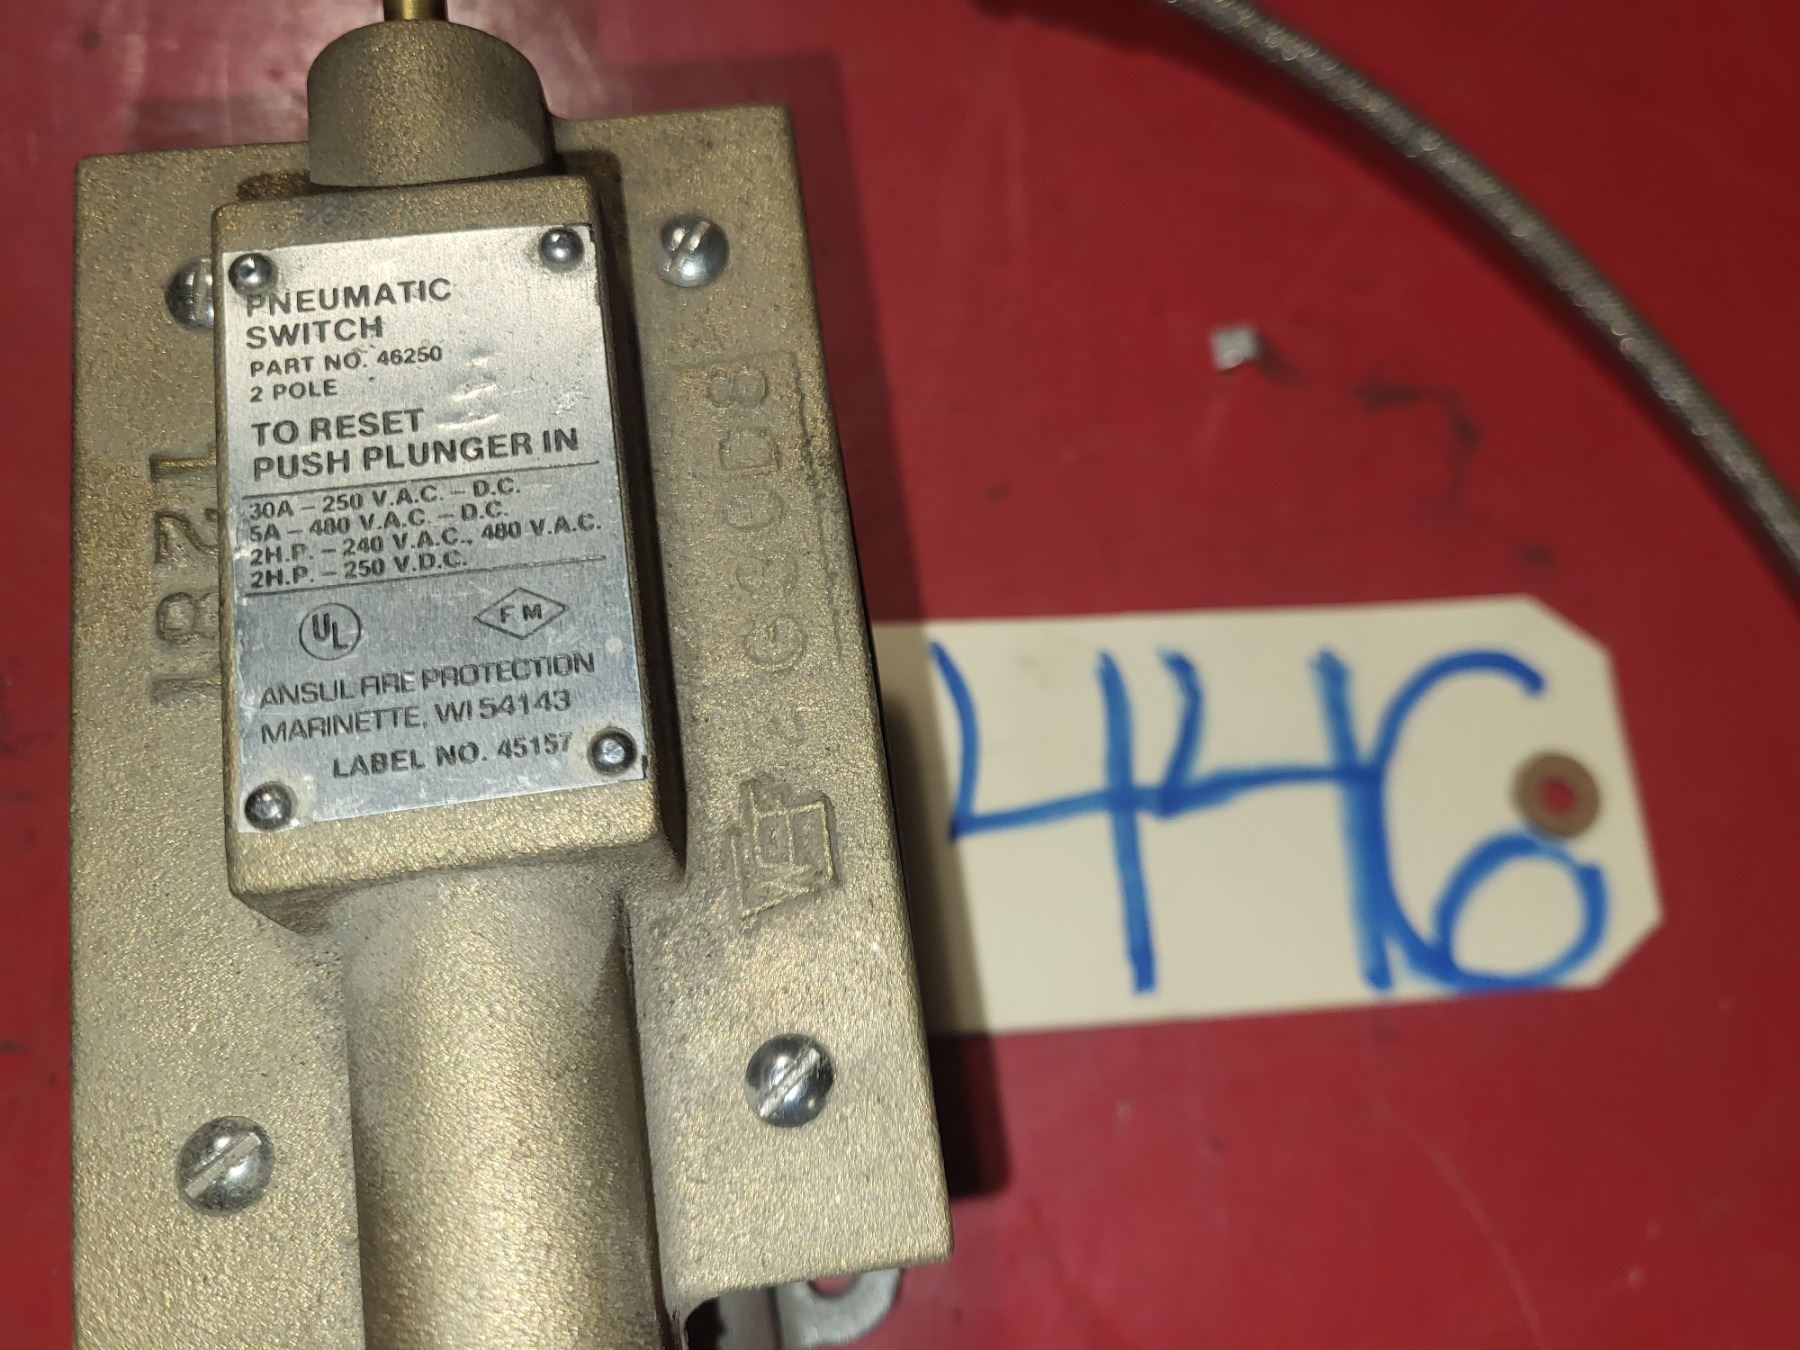 PNEUMATIC
SWITCH
PART NO. 46250
2 POLE
TO RESET
PUSH PLUNGER IN
30A – 250 V.A.C. – D.C.
5A – 480 V.A.C. – D.C.
2H.P. – 240 V.A.C., 480 V.A.C.
2H.P. – 250 V.D.C.
UL
FM
ANSUL FIRE PROTECTION
MARINETTE, WI 54143
LABEL NO. 45157
446